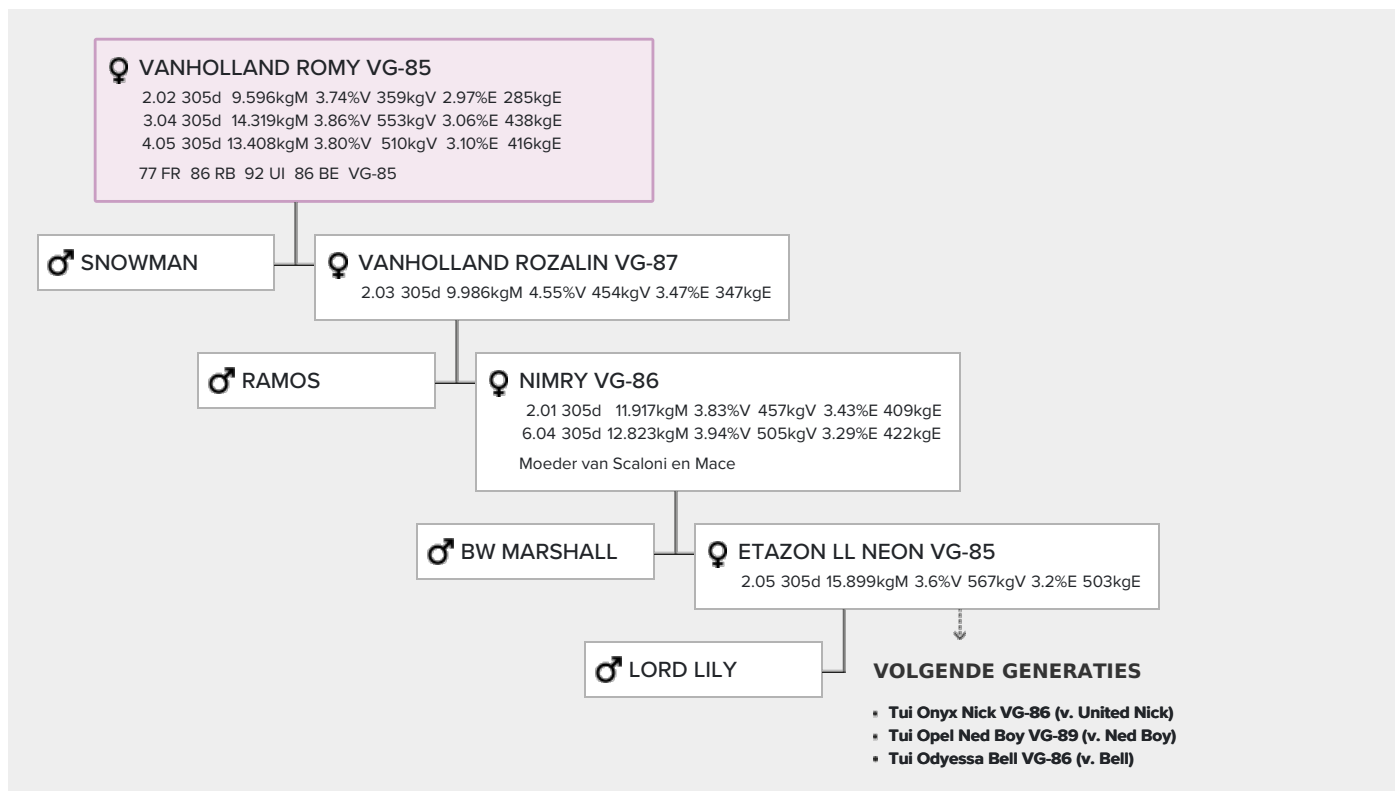 VANHOLLAND ROMY VG-85
2.02 305d 9.596kgM 3.74%V 359kgV 2.97%E 285kgE
3.04 305d 14.319kgM 3.86%V 553kgV 3.06%E 438kgE
4.05 305d 13.408kgM 3.80%V 510kgV 3.10%E 416kgE
77 FR 86 RB 92 UI 86 BE VG-85
SNOWMAN
VANHOLLAND ROZALIN VG-87
2.03 305d 9.986kgM 4.55%V 454kgV 3.47%E 347kgE
RAMOS
NIMRY VG-86
2.01 305d 11.917kgM 3.83%V 457kgV 3.43%E 409kgE
6.04 305d 12.823kgM 3.94%V 505kgV 3.29%E 422kgE
Moeder van Scaloni en Mace
BW MARSHALL
ETAZON LL NEON VG-85
2.05 305d 15.899kgM 3.6%V 567kgV 3.2%E 503kgE
LORD LILY
VOLGENDE GENERATIES
• Tui Onyx Nick VG-86 (v. United Nick)
• Tui Opel Ned Boy VG-89 (v. Ned Boy)
• Tui Odyessa Bell VG-86 (v. Bell)